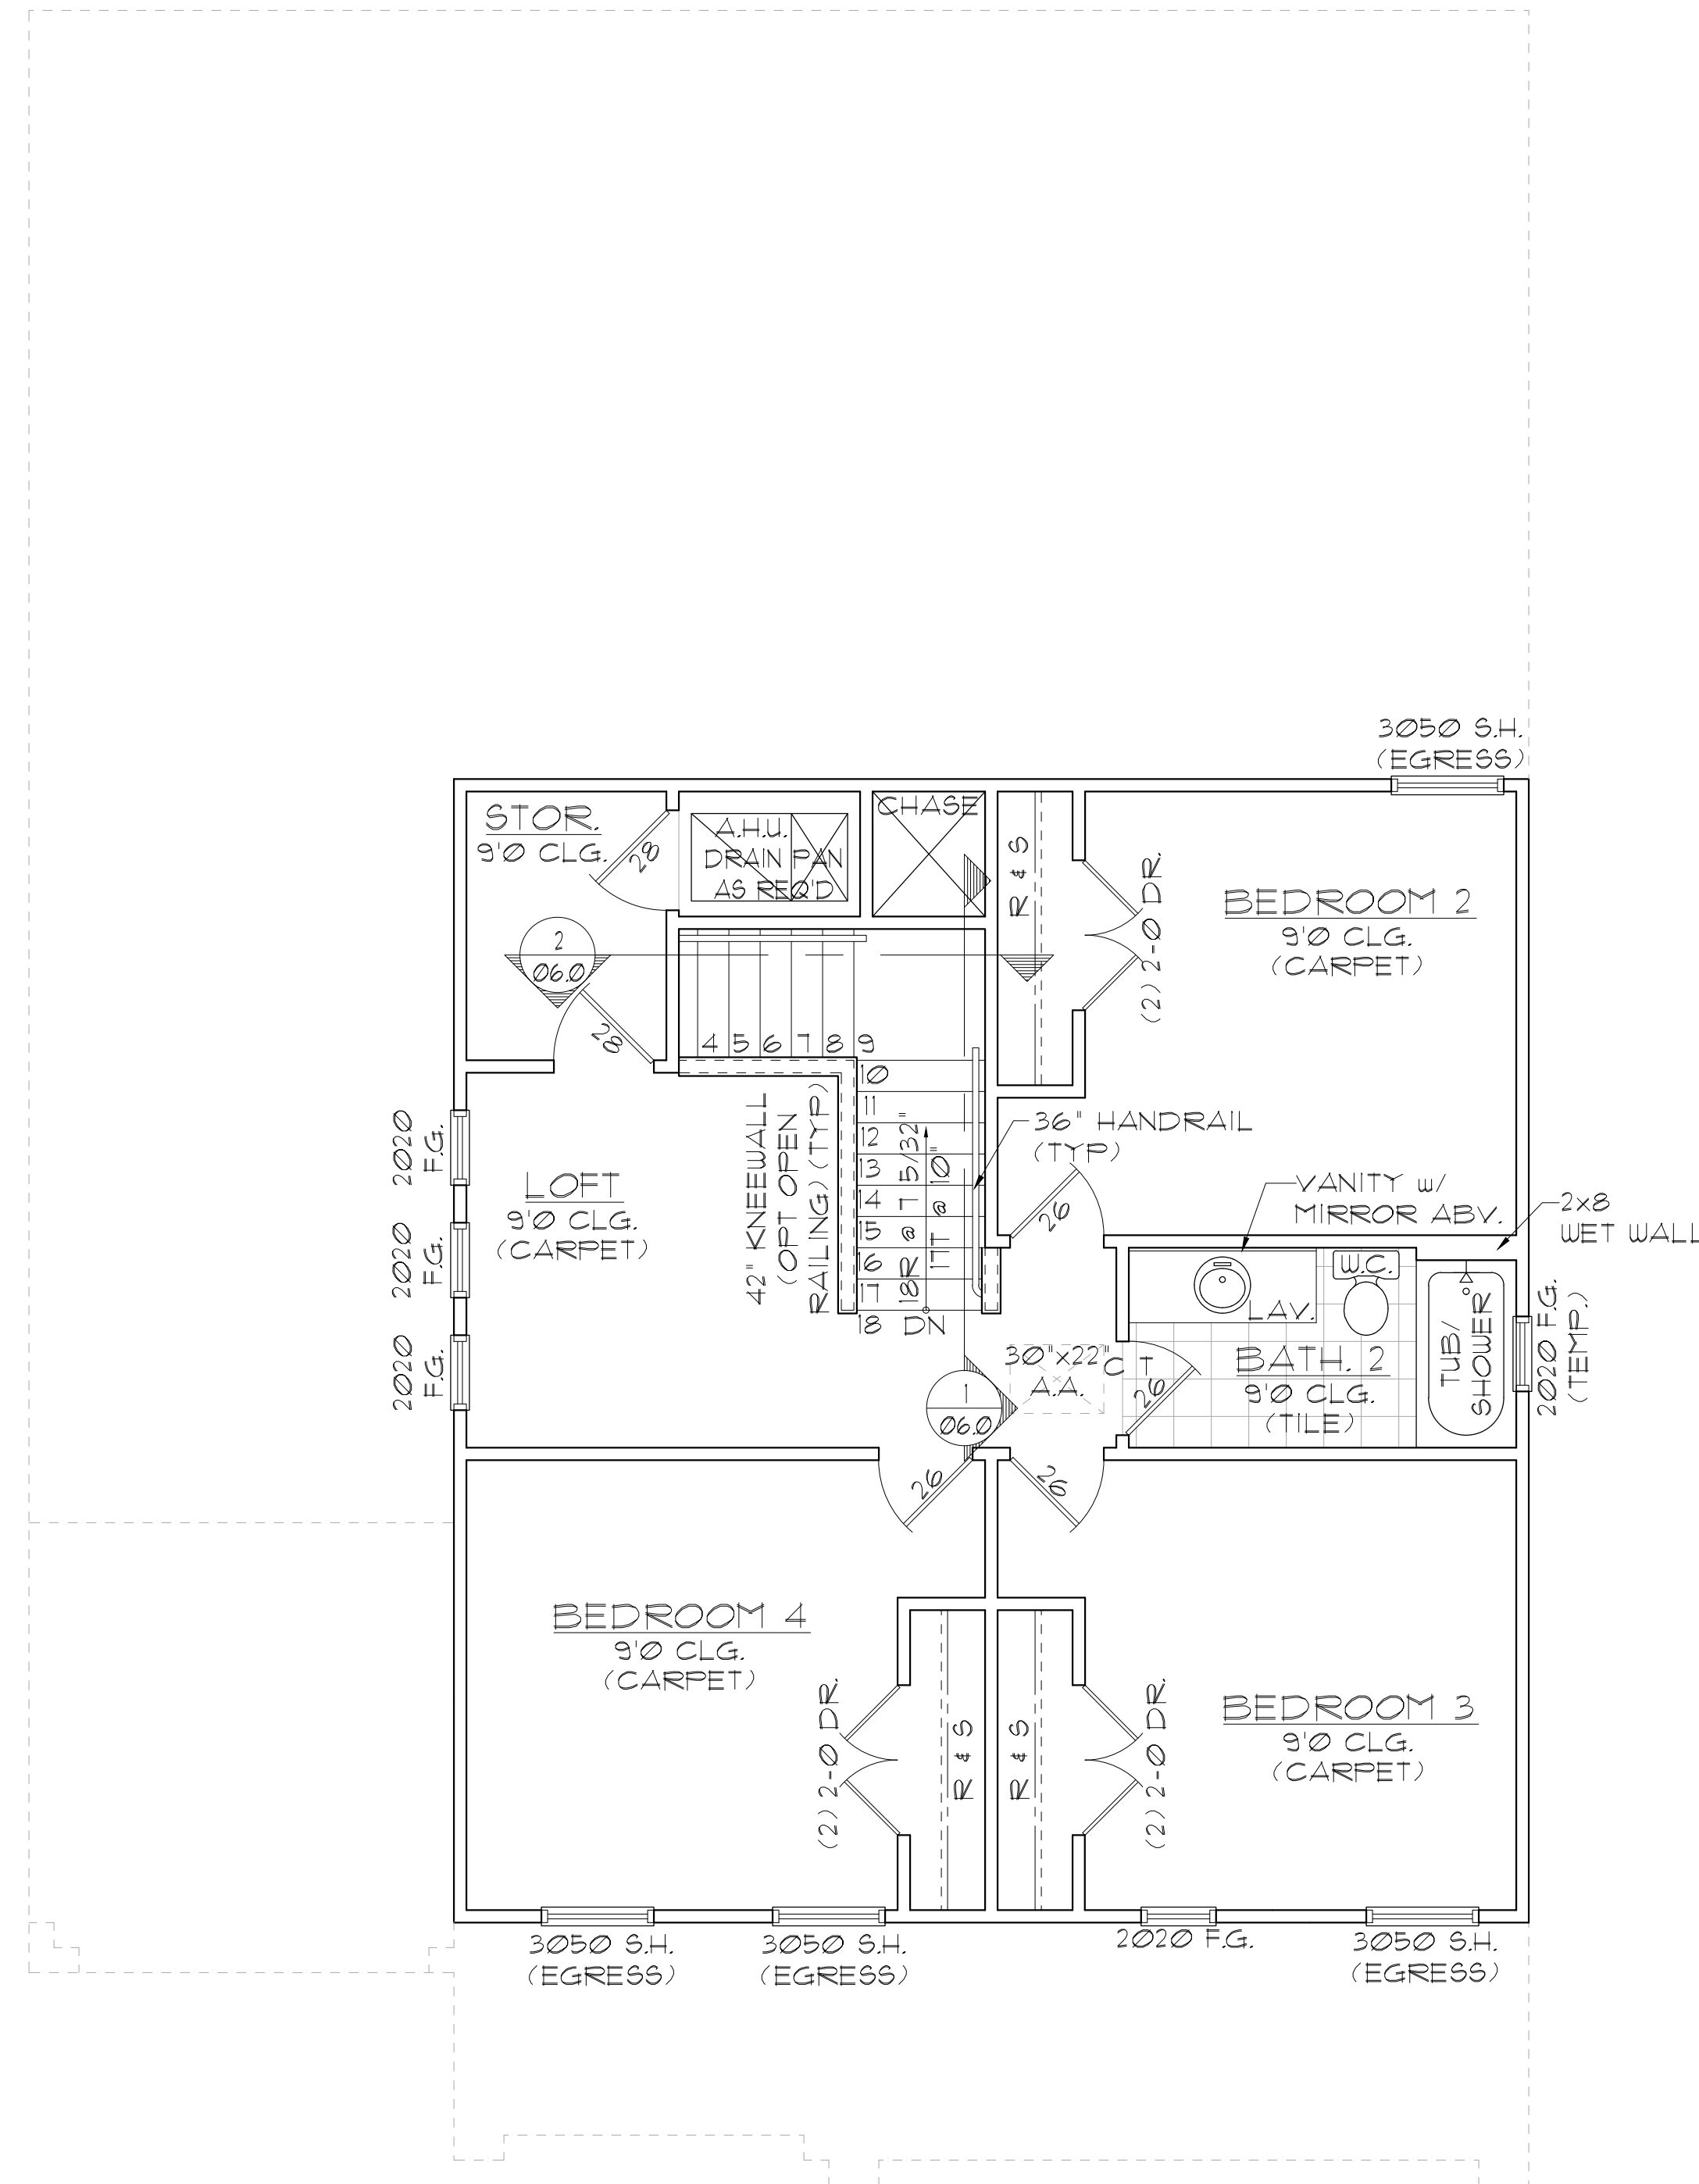 3050 S.H.
(EGRESS)
STOR.
9'0 CLG.
28
A.H.U.
DRAIN PAN
AS REQ'D
CHASE
R & S
(2) 2-0 DR.
BEDROOM 2
9'0 CLG.
(CARPET)
2
06.0
28
4 5 6 7 8 9
10
11
12
13
14
15
16
17
18 DN
18R @ 7 5/32"
17T @ 10"
42" KNEEWALL
(OPT OPEN
RAILING) (TYP)
36" HANDRAIL
(TYP)
26
2020
F.G.
2020
F.G.
2020
F.G.
LOFT
9'0 CLG.
(CARPET)
VANITY w/
MIRROR ABV.
2x8
WET WALL
W.C.
LAV.
TUB/
SHOWER
2020 F.G.
(TEMP.)
BATH. 2
9'0 CLG.
(TILE)
26
30"x22"
A.A.
C T
1
06.0
26
26
BEDROOM 4
9'0 CLG.
(CARPET)
(2) 2-0 DR.
R & S
R & S
(2) 2-0 DR.
BEDROOM 3
9'0 CLG.
(CARPET)
3050 S.H.
(EGRESS)
3050 S.H.
(EGRESS)
2020 F.G.
3050 S.H.
(EGRESS)